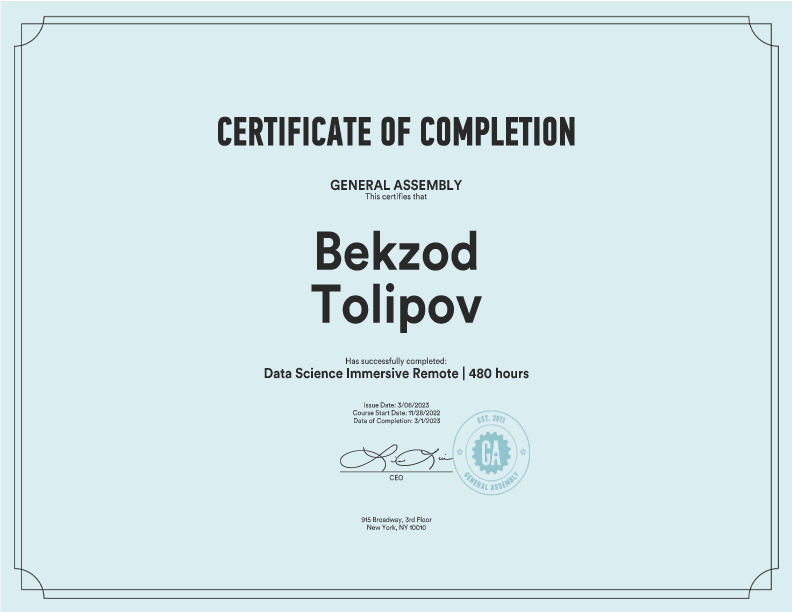 CERTIFICATE OF COMPLETION
GENERAL ASSEMBLY
This certifies that
Bekzod
Tolipov
Has successfully completed:
Data Science Immersive Remote | 480 hours
Issue Date: 3/06/2023
Course Start Date: 11/28/2022
Date of Completion: 3/1/2023
CEO
EST. 2011
GA
GENERAL ASSEMBLY
915 Broadway, 3rd Floor
New York, NY 10010